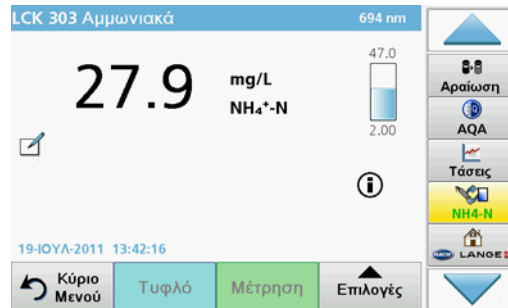 LCK 303 Αμμωνιακά 694 nm
47.0
27.9 mg/L
NH₄⁺-N
2.00
19-ΙΟΥΛ-2011 13:42:16
Κύριο Μενού
Τυφλό
Μέτρηση
Επιλογές
Αραίωση
AQA
Τάσεις
NH4-N
HACH LANGE